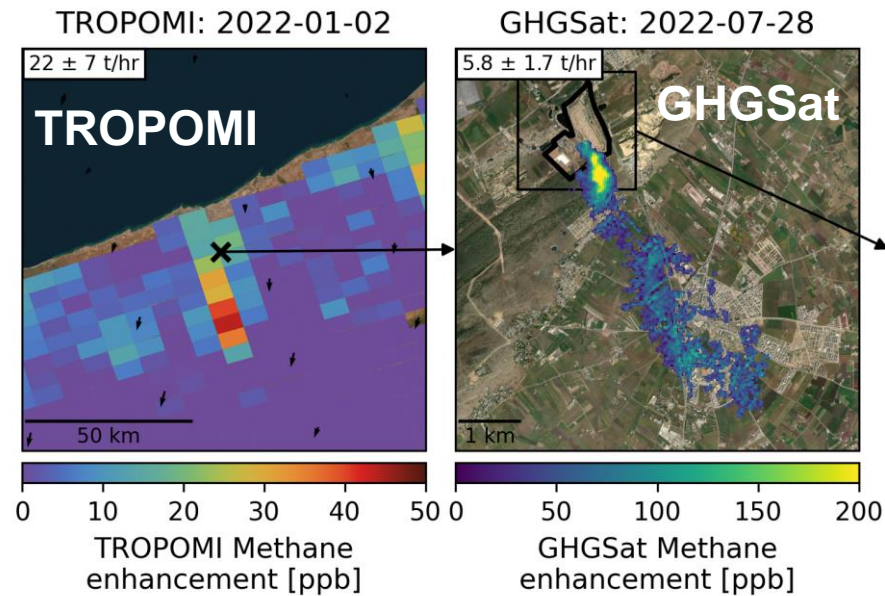 TROPOMI: 2022-01-02
22 ± 7 t/hr
TROPOMI
50 km
0 10 20 30 40 50
TROPOMI Methane
enhancement [ppb]
GHGSat: 2022-07-28
5.8 ± 1.7 t/hr
GHGSat
1 km
0 50 100 150 200
GHGSat Methane
enhancement [ppb]